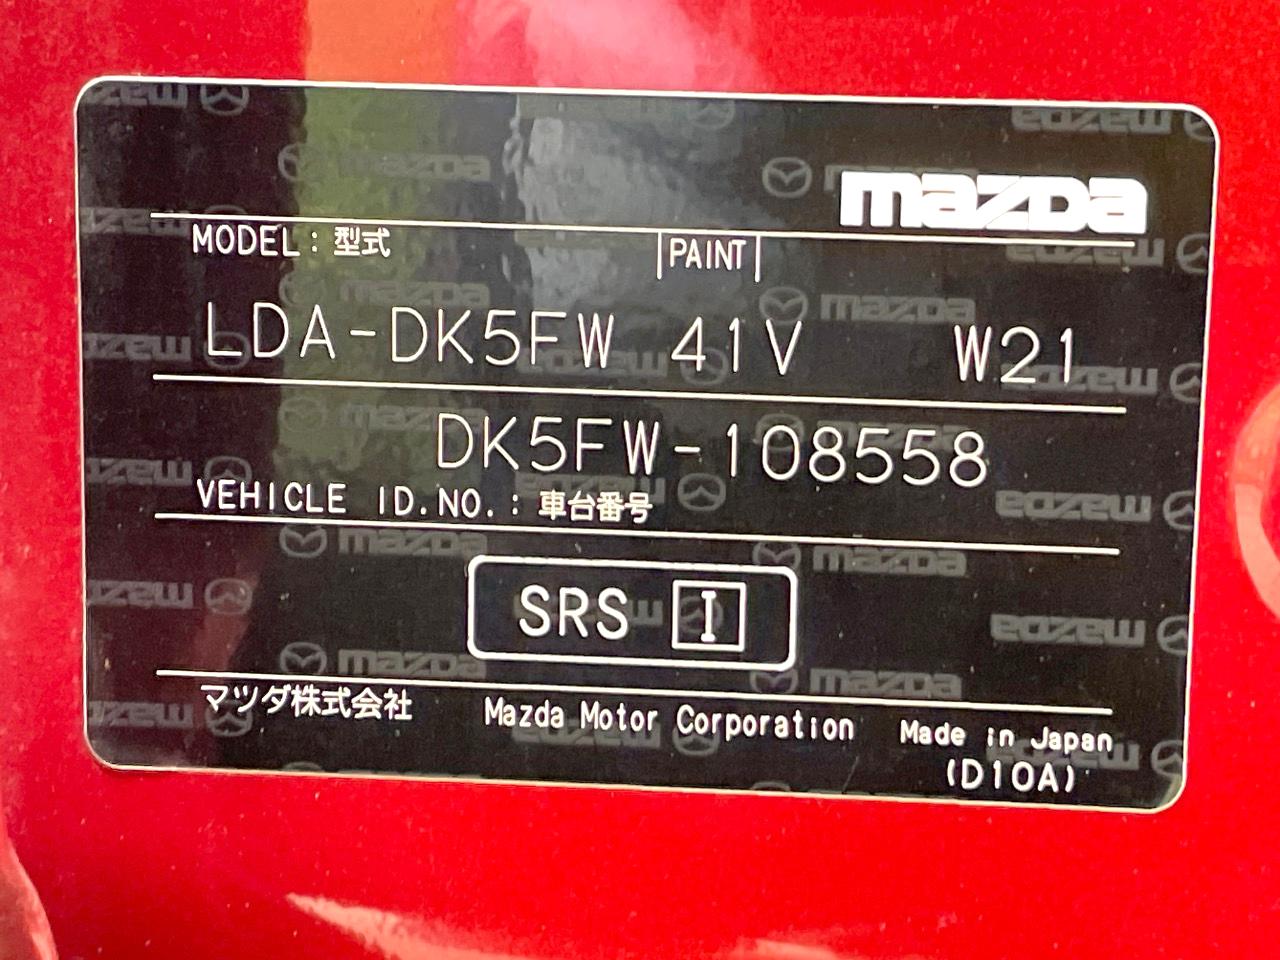 mazda
MODEL: 型式 PAINT
LDA-DK5FW 41V W21
DK5FW-108558
VEHICLE ID.NO.: 車台番号
SRS I
マツダ株式会社 Mazda Motor Corporation Made in Japan
(D10A)